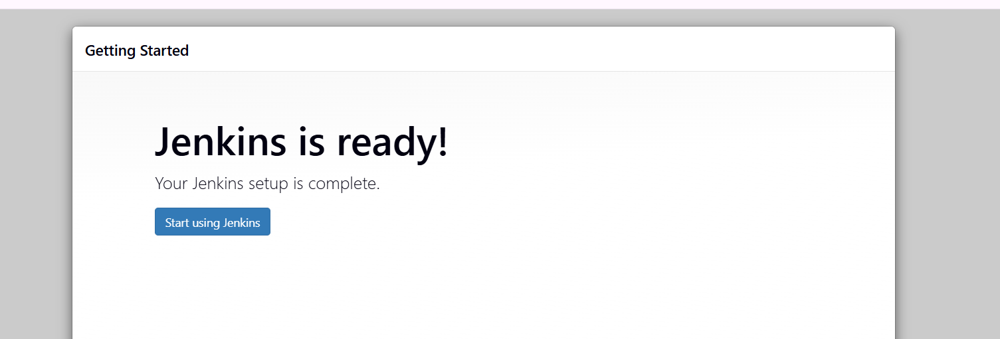 Getting Started
Jenkins is ready!
Your Jenkins setup is complete.
Start using Jenkins